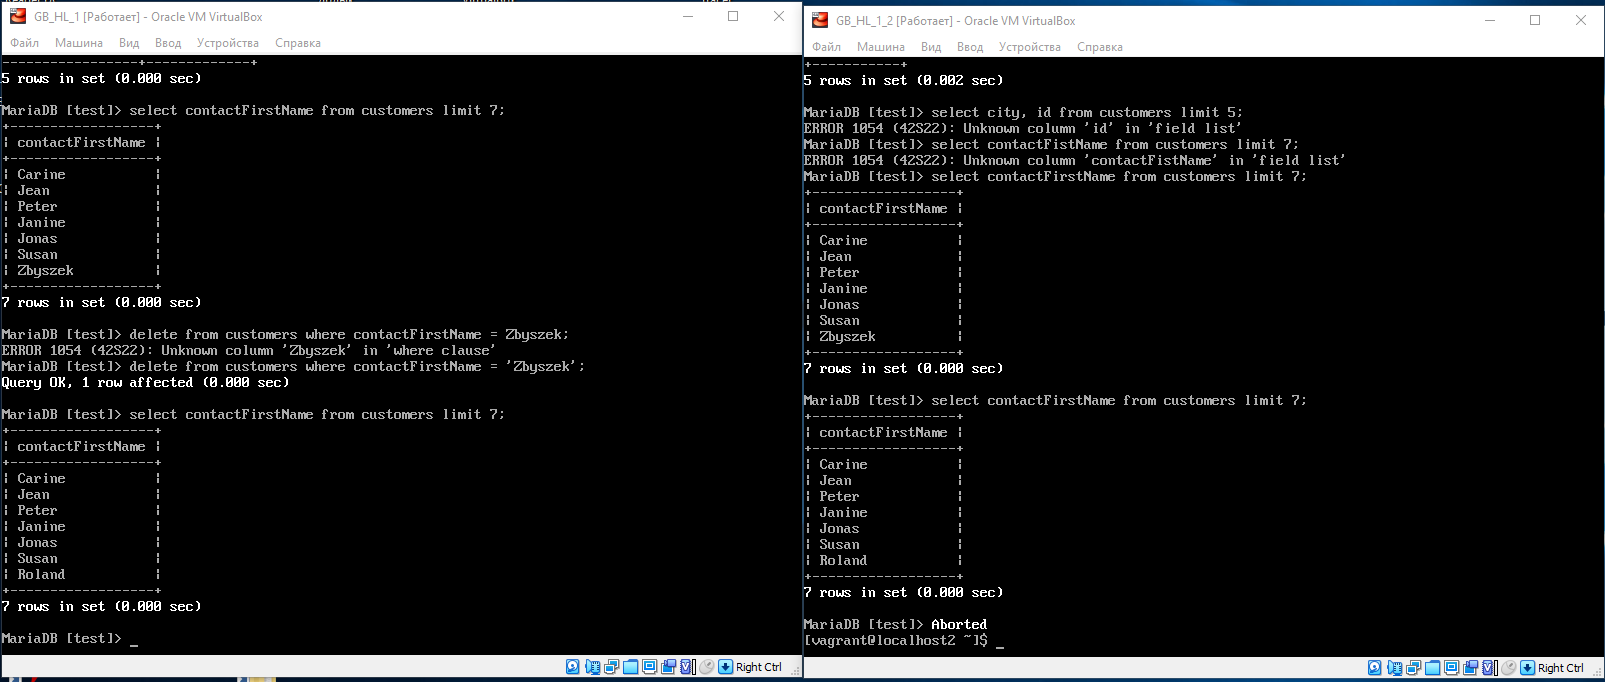 GB_HL_1 [Работает] - Oracle VM VirtualBox
Файл Машина Вид Ввод Устройства Справка
-----------------+-------------+
5 rows in set (0.000 sec)
MariaDB [test]> select contactFirstName from customers limit 7;
+------------------+
| contactFirstName |
+------------------+
| Carine |
| Jean |
| Peter |
| Janine |
| Jonas |
| Susan |
| Zbyszek |
+------------------+
7 rows in set (0.000 sec)
MariaDB [test]> delete from customers where contactFirstName = Zbyszek;
ERROR 1054 (42S22): Unknown column 'Zbyszek' in 'where clause'
MariaDB [test]> delete from customers where contactFirstName = 'Zbyszek';
Query OK, 1 row affected (0.000 sec)
MariaDB [test]> select contactFirstName from customers limit 7;
+------------------+
| contactFirstName |
+------------------+
| Carine |
| Jean |
| Peter |
| Janine |
| Jonas |
| Susan |
| Roland |
+------------------+
7 rows in set (0.000 sec)
MariaDB [test]> _
Right Ctrl
GB_HL_1_2 [Работает] - Oracle VM VirtualBox
Файл Машина Вид Ввод Устройства Справка
+-----------+
5 rows in set (0.002 sec)
MariaDB [test]> select city, id from customers limit 5;
ERROR 1054 (42S22): Unknown column 'id' in 'field list'
MariaDB [test]> select contactFistName from customers limit 7;
ERROR 1054 (42S22): Unknown column 'contactFistName' in 'field list'
MariaDB [test]> select contactFirstName from customers limit 7;
+------------------+
| contactFirstName |
+------------------+
| Carine |
| Jean |
| Peter |
| Janine |
| Jonas |
| Susan |
| Zbyszek |
+------------------+
7 rows in set (0.000 sec)
MariaDB [test]> select contactFirstName from customers limit 7;
+------------------+
| contactFirstName |
+------------------+
| Carine |
| Jean |
| Peter |
| Janine |
| Jonas |
| Susan |
| Roland |
+------------------+
7 rows in set (0.000 sec)
MariaDB [test]> Aborted
[vagrant@localhost2 ~]$ _
Right Ctrl